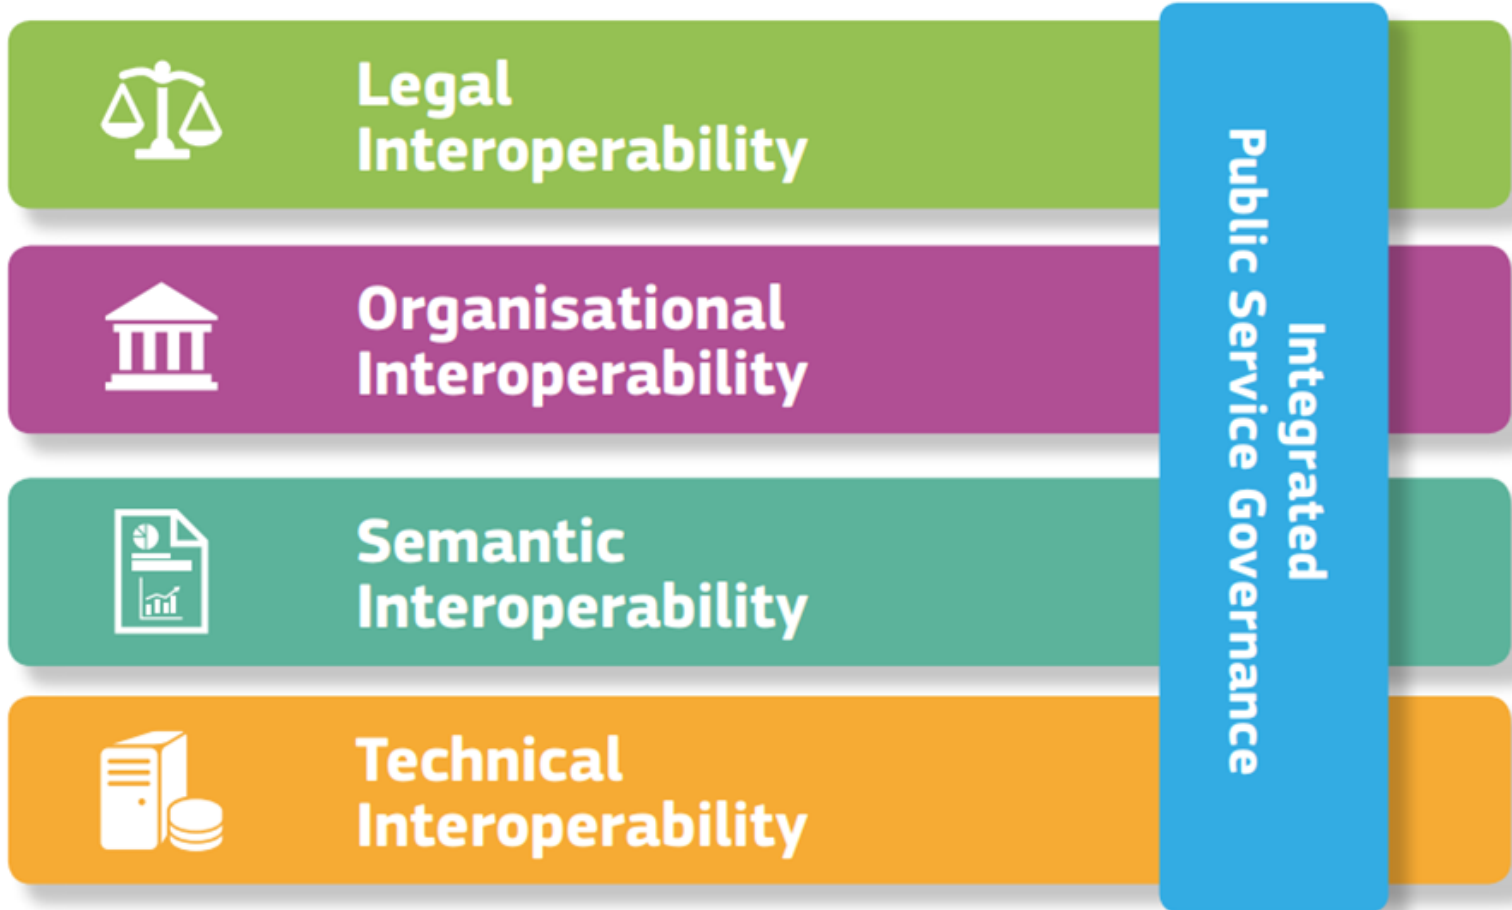 Legal
Interoperability
Organisational
Interoperability
Semantic
Interoperability
Technical
Interoperability
Integrated
Public Service Governance